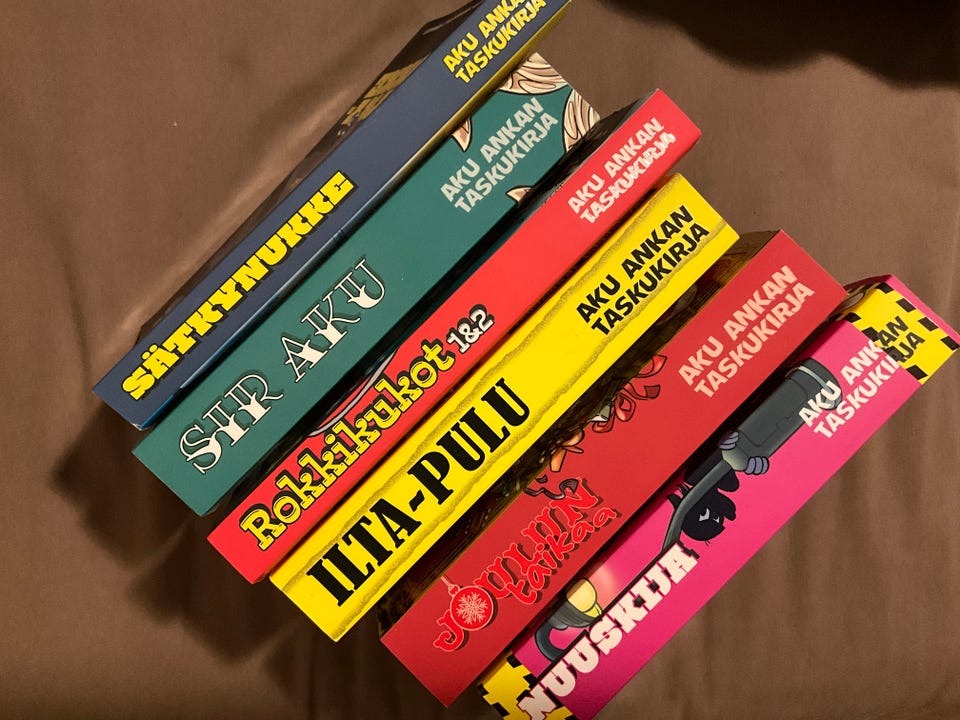 SÄTKYNUKKE
AKU ANKAN
TASKUKIRJA
SIR AKU
AKU ANKAN
TASKUKIRJA
Rokkikukot 1&2
AKU ANKAN
TASKUKIRJA
ILTA-PULU
AKU ANKAN
TASKUKIRJA
JOULUN
taikaa
AKU ANKAN
TASKUKIRJA
NUUSKIJA
AKU ANKAN
TASKUKIRJA